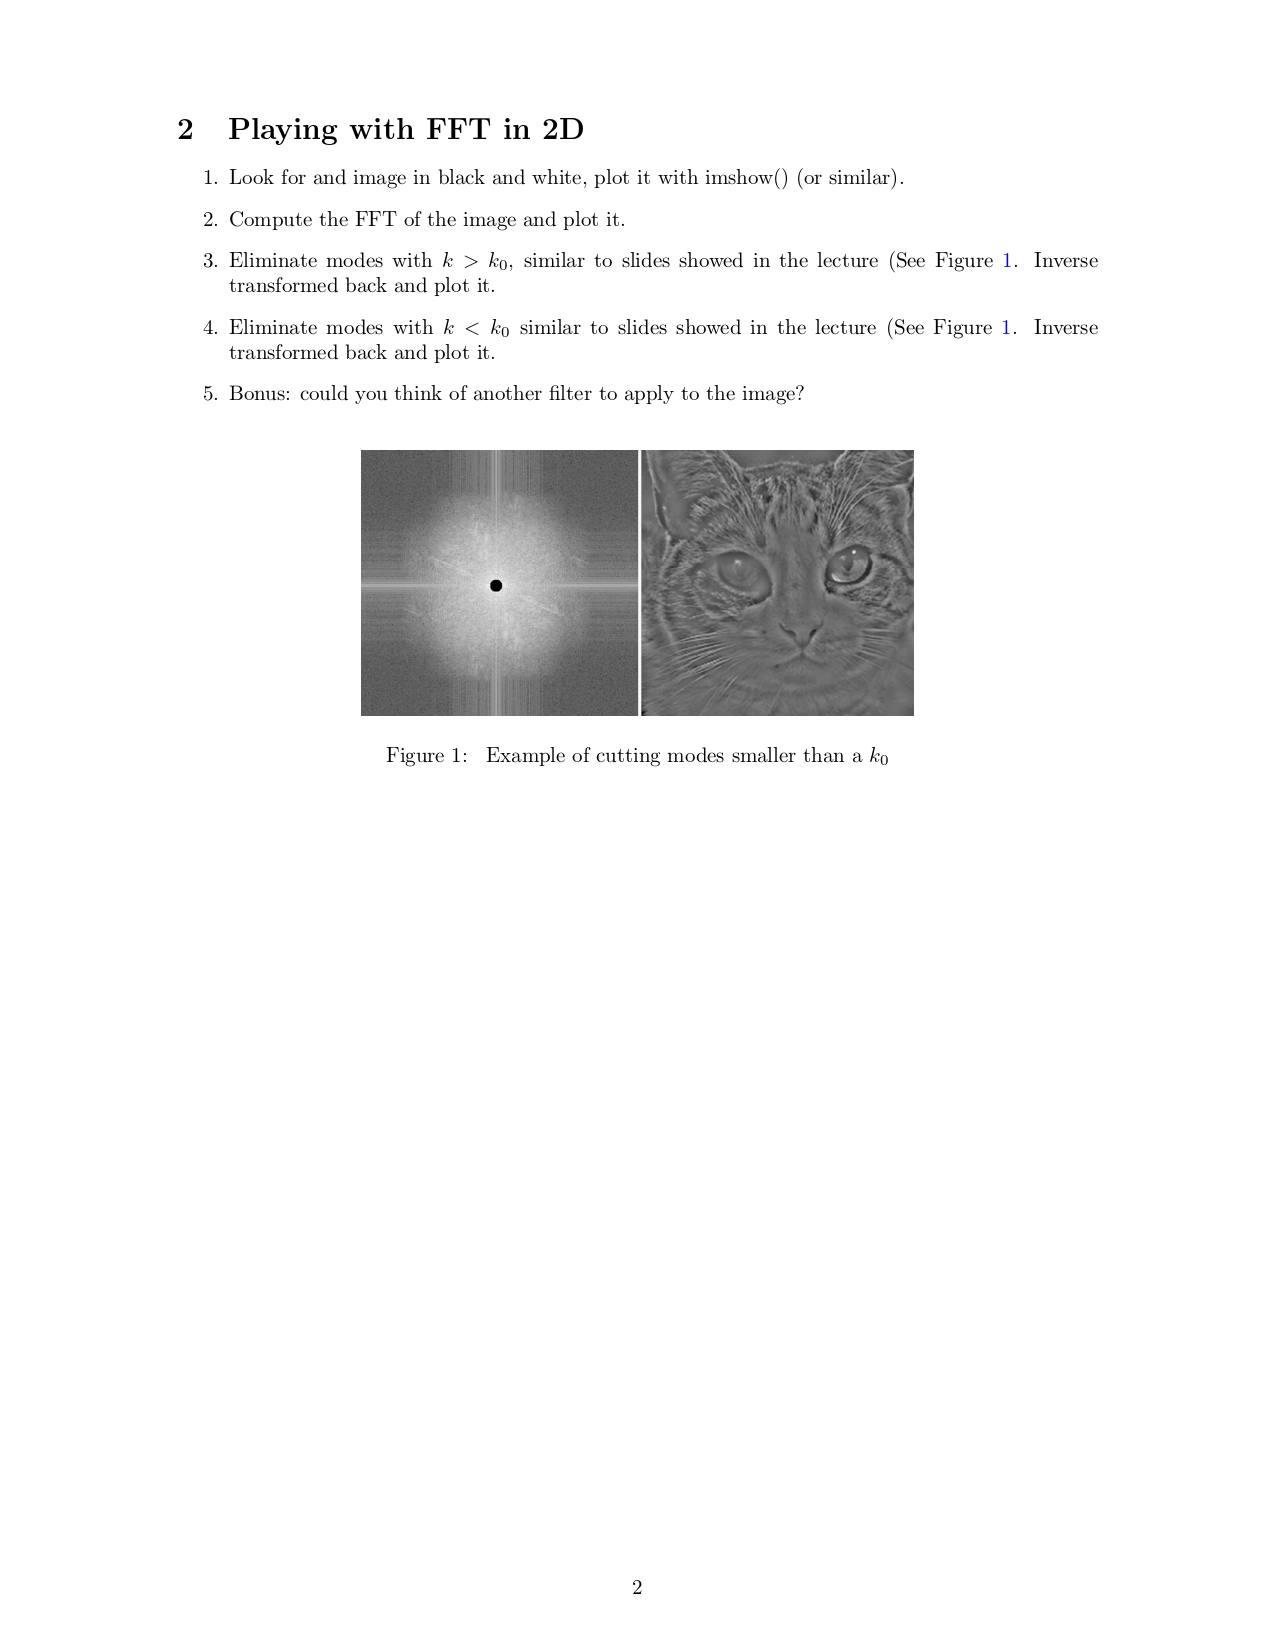 2 Playing with FFT in 2D
1. Look for and image in black and white, plot it with imshow() (or similar).
2. Compute the FFT of the image and plot it.
3. Eliminate modes with k > k₀, similar to slides showed in the lecture (See Figure 1. Inverse
transformed back and plot it.
4. Eliminate modes with k < k₀ similar to slides showed in the lecture (See Figure 1. Inverse
transformed back and plot it.
5. Bonus: could you think of another filter to apply to the image?
Figure 1: Example of cutting modes smaller than a k₀
2